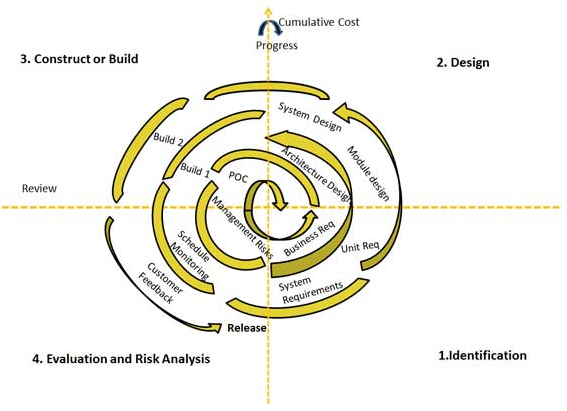 Cumulative Cost
Progress
3. Construct or Build
2. Design
System Design
Build 2
Architecture Design
Module design
Build 1
POC
Review
Management Risks
Business Req
Schedule
Monitoring
Unit Req
Customer
Feedback
System
Requirements
Release
4. Evaluation and Risk Analysis
1.Identification